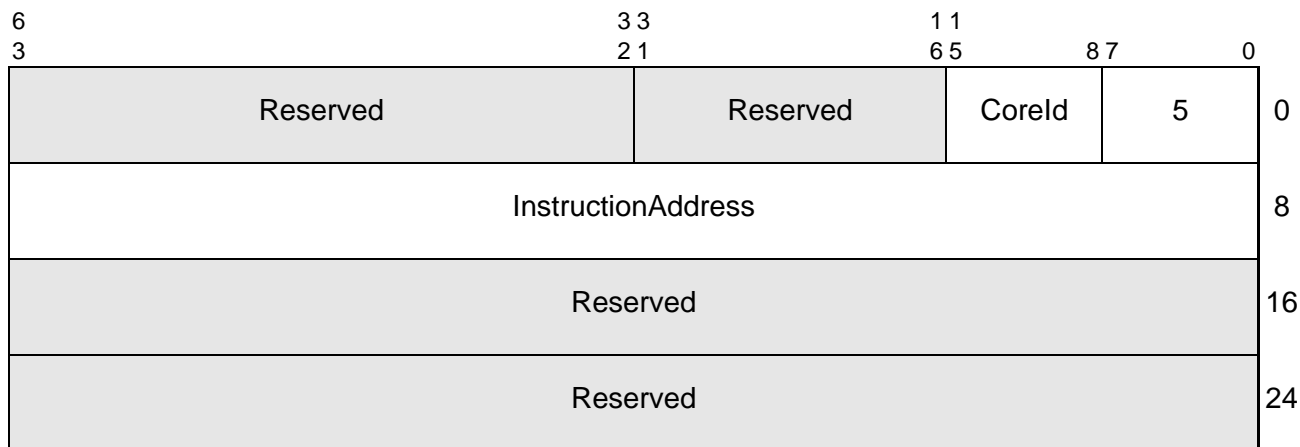 6 3 3 1 1
3 2 1 6 5 8 7 0
Reserved Reserved CoreId 5 0
InstructionAddress 8
Reserved 16
Reserved 24